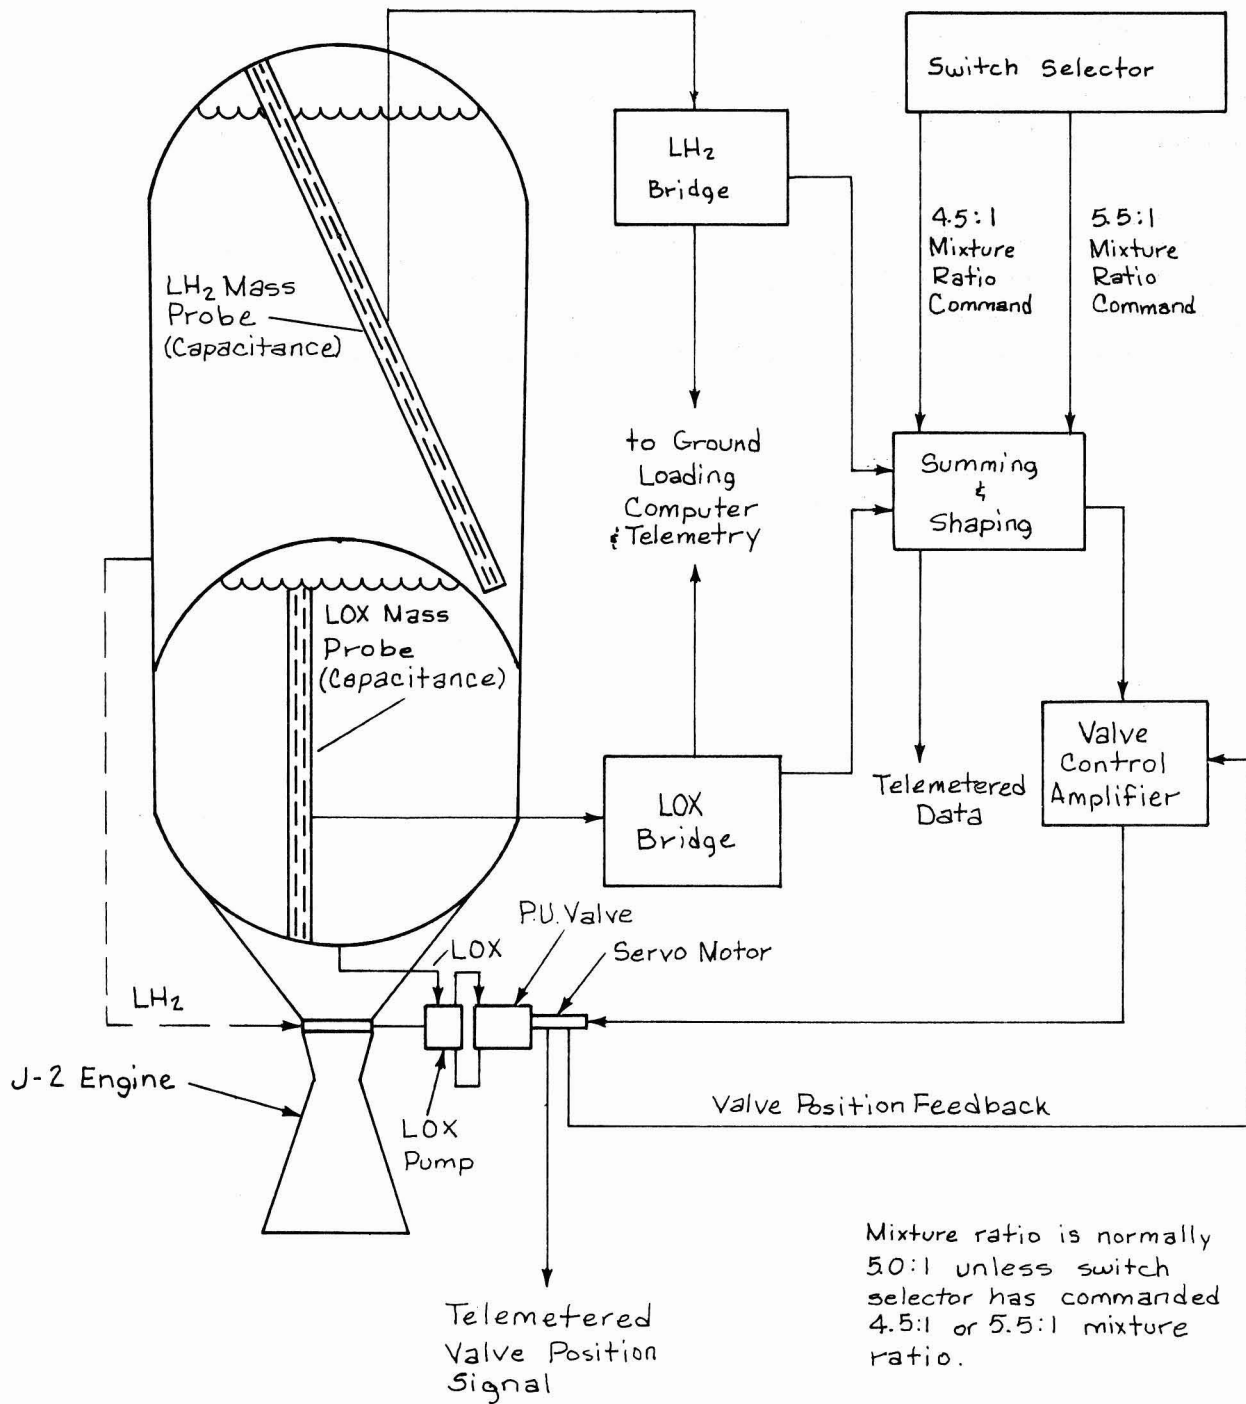 Switch Selector
LH₂
Bridge
4.5:1
Mixture
Ratio
Command
5.5:1
Mixture
Ratio
Command
LH₂ Mass
Probe
(Capacitance)
to Ground
Loading
Computer
& Telemetry
Summing
&
Shaping
LOX Mass
Probe
(Capacitance)
Valve
Control
Amplifier
LOX
Bridge
Telemetered
Data
P.U. Valve
LOX
Servo Motor
LH₂
J-2 Engine
LOX
Pump
Valve Position Feedback
Telemetered
Valve Position
Signal
Mixture ratio is normally
5.0:1 unless switch
selector has commanded
4.5:1 or 5.5:1 mixture
ratio.